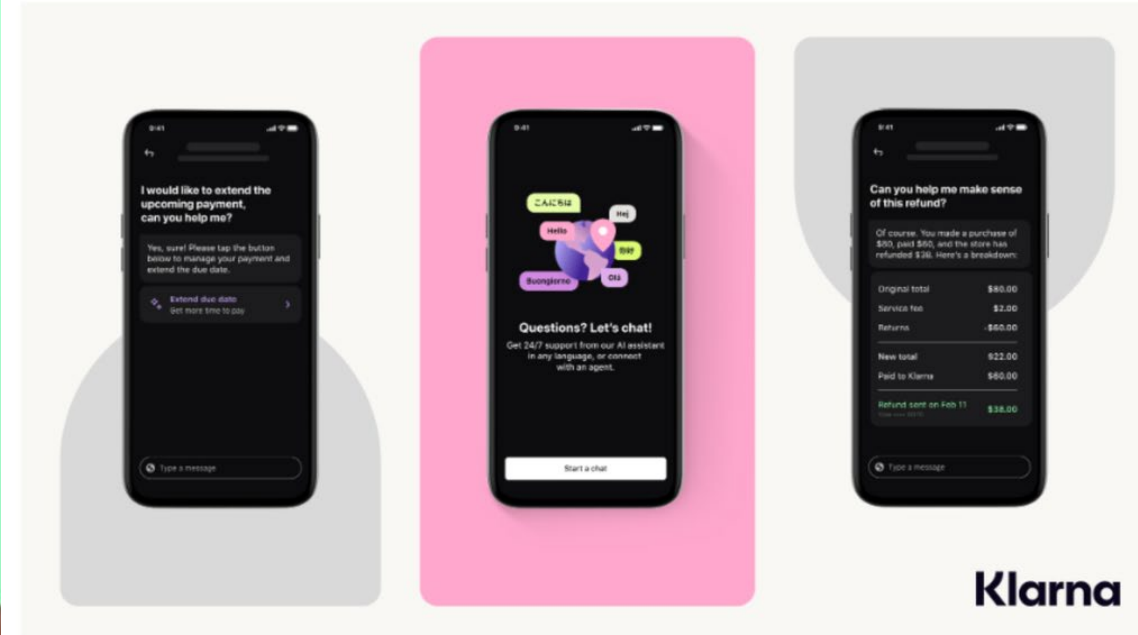 9:41
I would like to extend the
upcoming payment,
can you help me?
Yes, sure! Please tap the button
below to manage your payment and
extend the due date.
Extend due date
Get more time to pay
Type a message
9:41
こんにちは
Hej
Hello
你好
Buongiorno
Olá
Questions? Let's chat!
Get 24/7 support from our AI assistant
in any language, or connect
with an agent.
Start a chat
9:41
Can you help me make sense
of this refund?
Of course. You made a purchase of
$80, paid $60, and the store has
refunded $38. Here's a breakdown:
Original total $80.00
Service fee $2.00
Returns -$60.00
New total $22.00
Paid to Klarna $60.00
Refund sent on Feb 11 $38.00
Type a message
Klarna